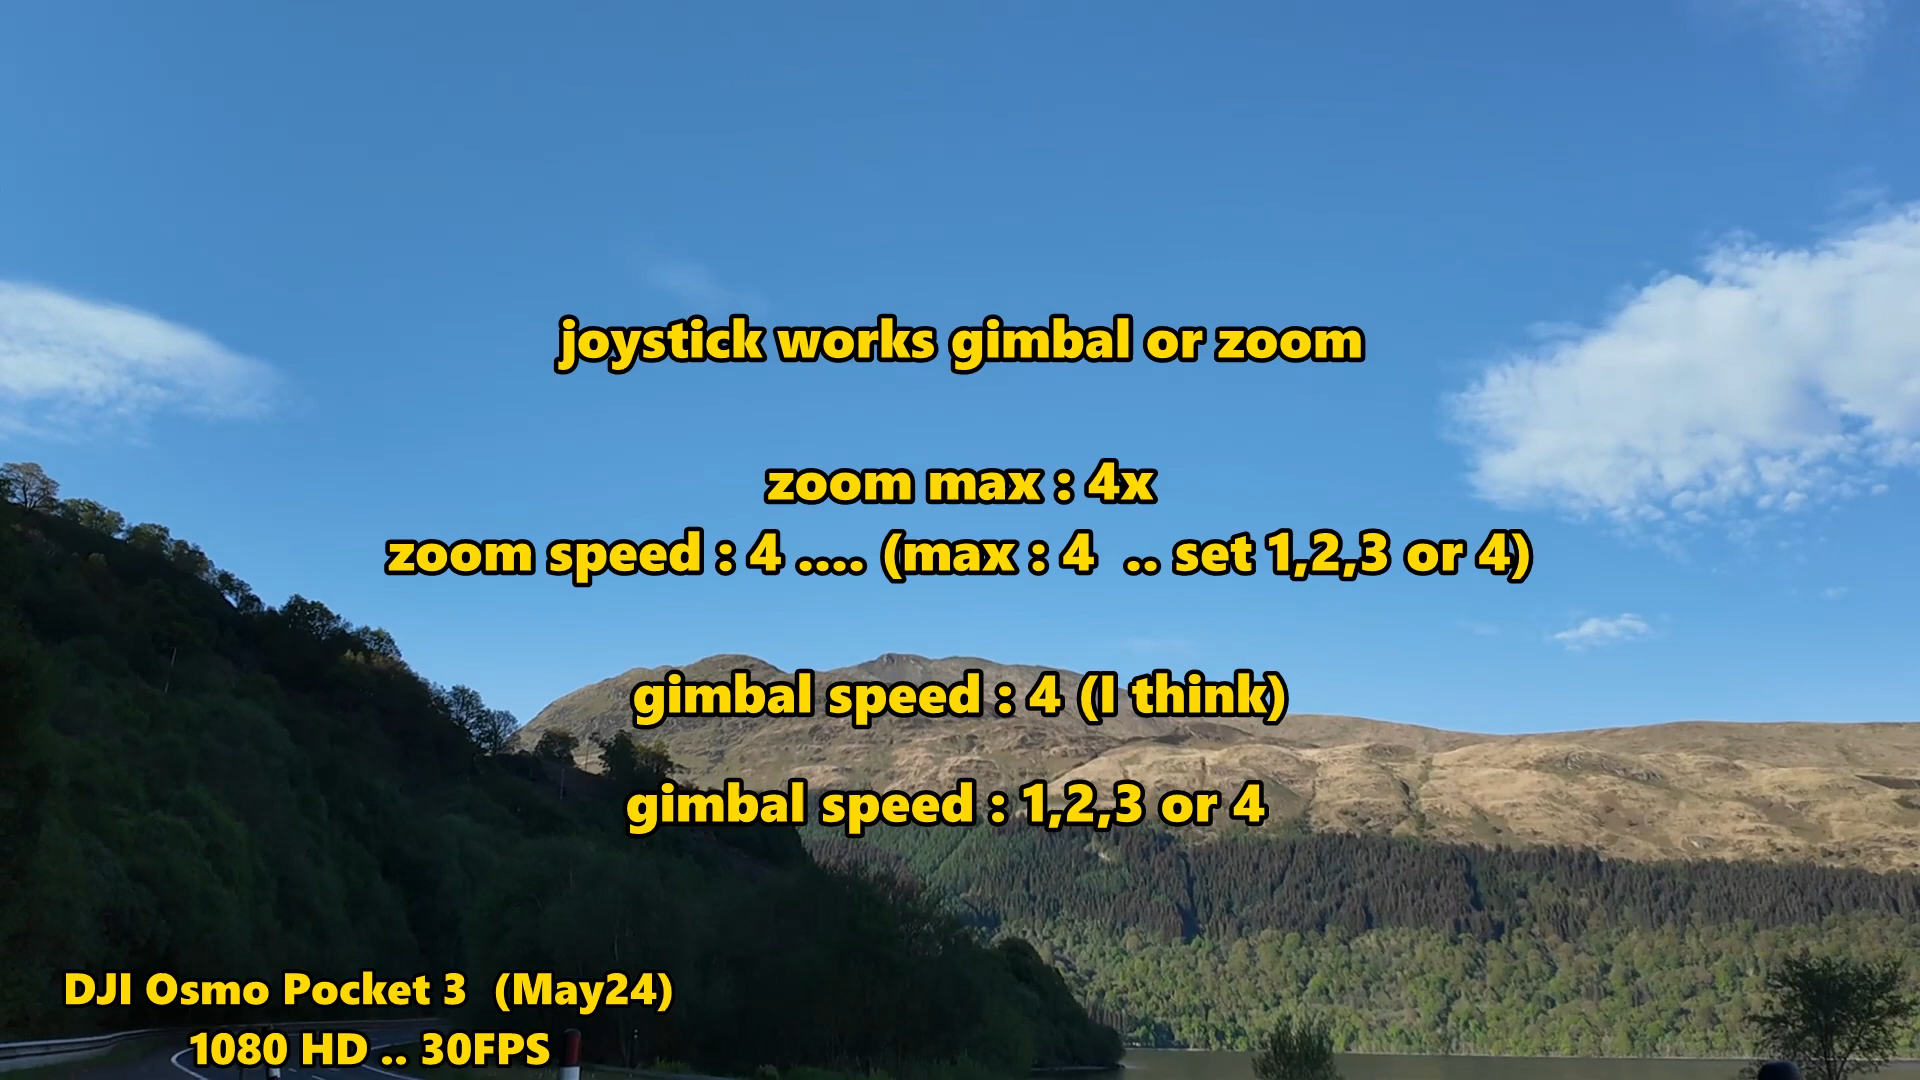 joystick works gimbal or zoom
zoom max : 4x
zoom speed : 4 .... (max : 4  .. set 1,2,3 or 4)
gimbal speed : 4 (I think)
gimbal speed : 1,2,3 or 4
DJI Osmo Pocket 3  (May24)
1080 HD .. 30FPS